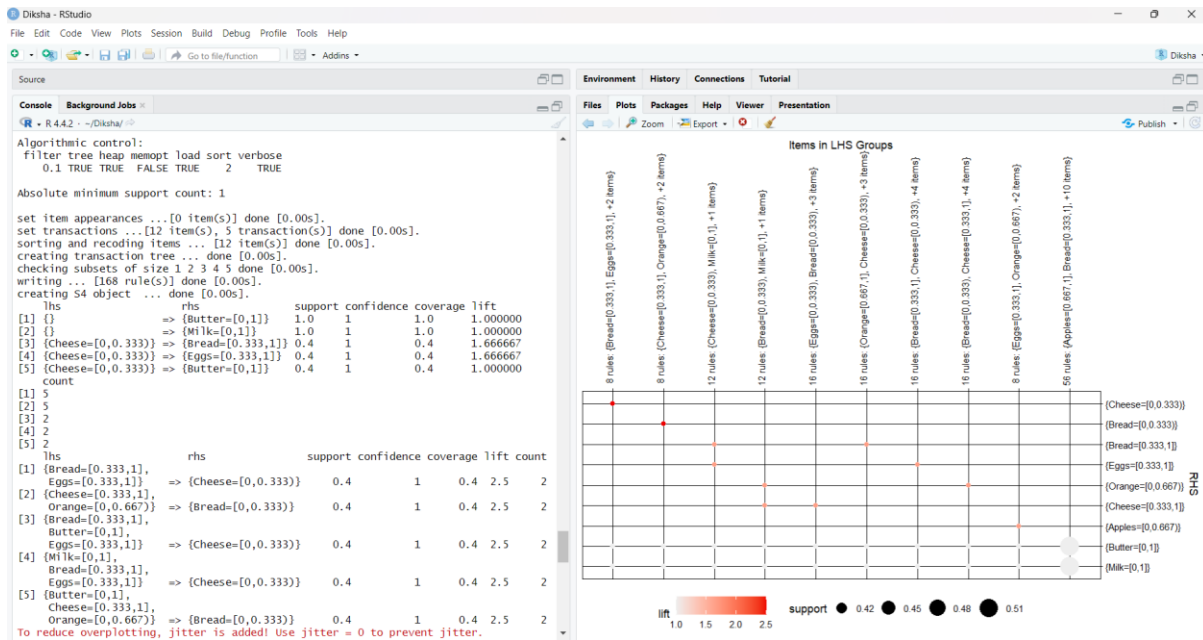 Diksha - RStudio
File Edit Code View Plots Session Build Debug Profile Tools Help
Go to file/function Addins Diksha
Source
Console Background Jobs
R 4.4.2 · ~/Diksha/
Algorithmic control:
filter tree heap memopt load sort verbose
0.1 TRUE TRUE FALSE TRUE 2 TRUE
Absolute minimum support count: 1
set item appearances ...[0 item(s)] done [0.00s].
set transactions ...[12 item(s), 5 transaction(s)] done [0.00s].
sorting and recoding items ... [12 item(s)] done [0.00s].
creating transaction tree ... done [0.00s].
checking subsets of size 1 2 3 4 5 done [0.00s].
writing ... [168 rule(s)] done [0.00s].
creating S4 object ... done [0.00s].
lhs rhs support confidence coverage lift
[1] {} => {Butter=[0,1]} 1.0 1 1.0 1.000000
[2] {} => {Milk=[0,1]} 1.0 1 1.0 1.000000
[3] {Cheese=[0,0.333)} => {Bread=[0.333,1]} 0.4 1 0.4 1.666667
[4] {Cheese=[0,0.333)} => {Eggs=[0.333,1]} 0.4 1 0.4 1.666667
[5] {Cheese=[0,0.333)} => {Butter=[0,1]} 0.4 1 0.4 1.000000
count
[1] 5
[2] 5
[3] 2
[4] 2
[5] 2
lhs rhs support confidence coverage lift count
[1] {Bread=[0.333,1],
Eggs=[0.333,1]} => {Cheese=[0,0.333)} 0.4 1 0.4 2.5 2
[2] {Cheese=[0.333,1],
Orange=[0,0.667)} => {Bread=[0,0.333)} 0.4 1 0.4 2.5 2
[3] {Bread=[0.333,1],
Butter=[0,1],
Eggs=[0.333,1]} => {Cheese=[0,0.333)} 0.4 1 0.4 2.5 2
[4] {Milk=[0,1],
Bread=[0.333,1],
Eggs=[0.333,1]} => {Cheese=[0,0.333)} 0.4 1 0.4 2.5 2
[5] {Butter=[0,1],
Cheese=[0.333,1],
Orange=[0,0.667)} => {Bread=[0,0.333)} 0.4 1 0.4 2.5 2
To reduce overplotting, jitter is added! Use jitter = 0 to prevent jitter.
Environment History Connections Tutorial
Files Plots Packages Help Viewer Presentation
Zoom Export Publish
Items in LHS Groups
8 rules: {Bread=[0.333,1], Eggs=[0.333,1], +2 items}
8 rules: {Cheese=[0.333,1], Orange=[0,0.667), +2 items}
12 rules: {Cheese=[0,0.333), Milk=[0,1], +1 items}
12 rules: {Bread=[0,0.333), Milk=[0,1], +1 items}
16 rules: {Eggs=[0,0.333), Bread=[0,0.333), +3 items}
16 rules: {Orange=[0.667,1], Cheese=[0,0.333), +3 items}
16 rules: {Bread=[0.333,1], Cheese=[0,0.333), +4 items}
16 rules: {Bread=[0,0.333), Cheese=[0.333,1], +4 items}
8 rules: {Eggs=[0.333,1], Orange=[0,0.667), +2 items}
56 rules: {Apples=[0.667,1], Bread=[0.333,1], +10 items}
{Cheese=[0,0.333)}
{Bread=[0,0.333)}
{Bread=[0.333,1]}
{Eggs=[0.333,1]}
{Orange=[0,0.667)}
{Cheese=[0.333,1]}
{Apples=[0,0.667)}
{Butter=[0,1]}
{Milk=[0,1]}
RHS
lift 1.0 1.5 2.0 2.5
support 0.42 0.45 0.48 0.51